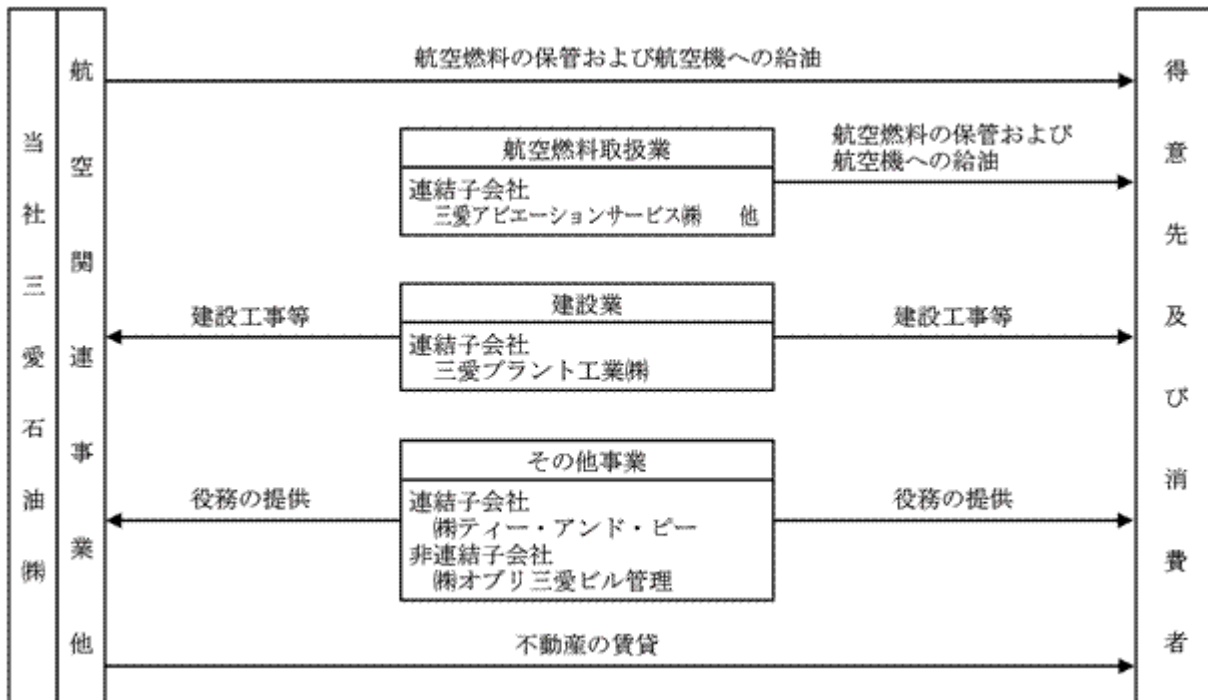 当社三愛石油㈱
航空関連事業他
航空燃料の保管および航空機への給油
航空燃料取扱業
連結子会社
三愛アビエーションサービス㈱　他
航空燃料の保管および
航空機への給油
建設工事等
建設業
連結子会社
三愛プラント工業㈱
建設工事等
役務の提供
その他事業
連結子会社
㈱ティー・アンド・ピー
非連結子会社
㈱オブリ三愛ビル管理
役務の提供
不動産の賃貸
得意先及び消費者